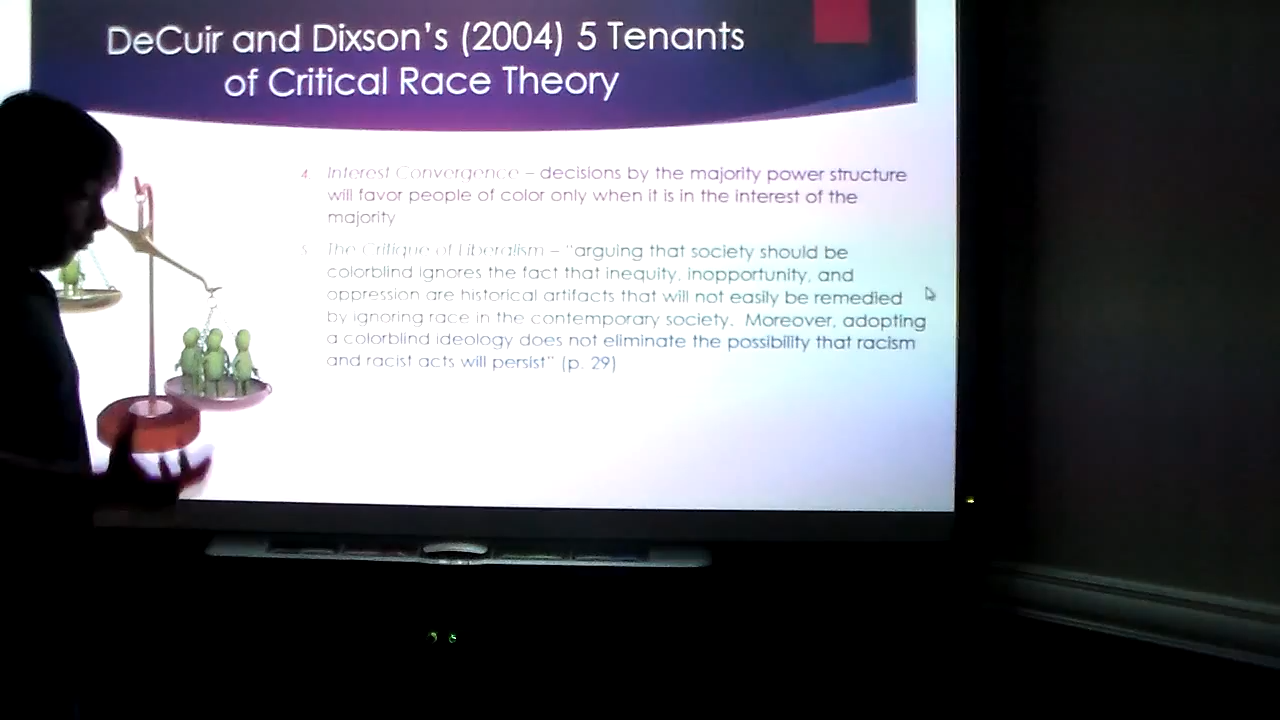 DeCuir and Dixson's (2004) 5 Tenants
of Critical Race Theory
4. Interest Convergence – decisions by the majority power structure
will favor people of color only when it is in the interest of the
majority
5. The Critique of Liberalism – "arguing that society should be
colorblind ignores the fact that inequity, inopportunity, and
oppression are historical artifacts that will not easily be remedied
by ignoring race in the contemporary society. Moreover, adopting
a colorblind ideology does not eliminate the possibility that racism
and racist acts will persist" (p. 29)